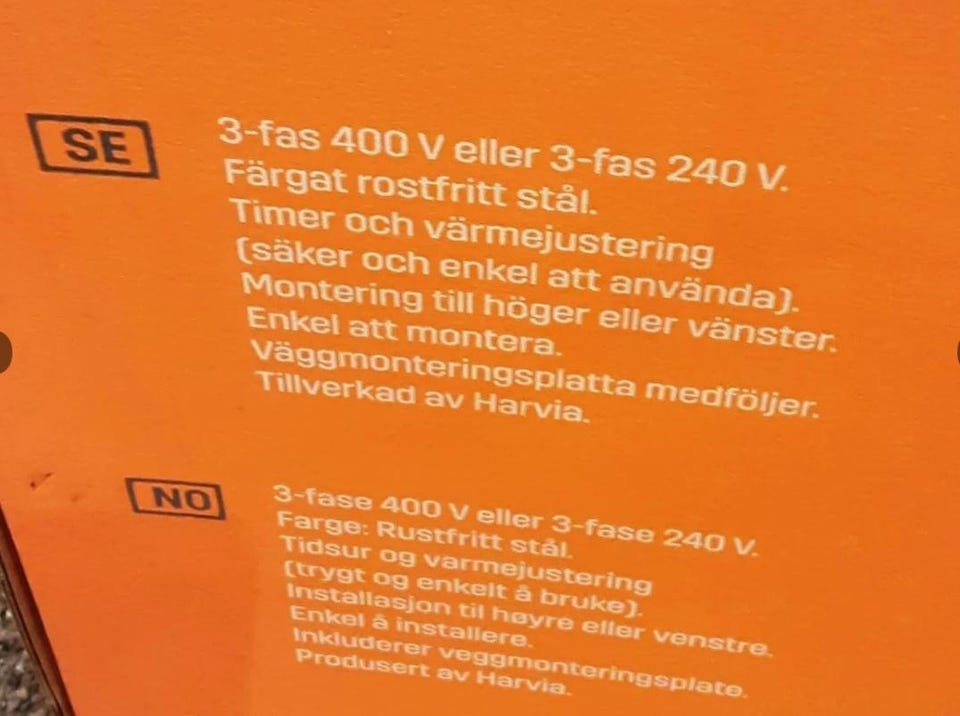 SE
3-fas 400 V eller 3-fas 240 V.
Färgat rostfritt stål.
Timer och värmejustering
(säker och enkel att använda).
Montering till höger eller vänster.
Enkel att montera.
Väggmonteringsplatta medföljer.
Tillverkad av Harvia.
NO
3-fase 400 V eller 3-fase 240 V.
Farge: Rustfritt stål.
Tidsur og varmejustering
(trygt og enkelt å bruke).
Installasjon til høyre eller venstre.
Enkel å installere.
Inkluderer veggmonteringsplate.
Produsert av Harvia.